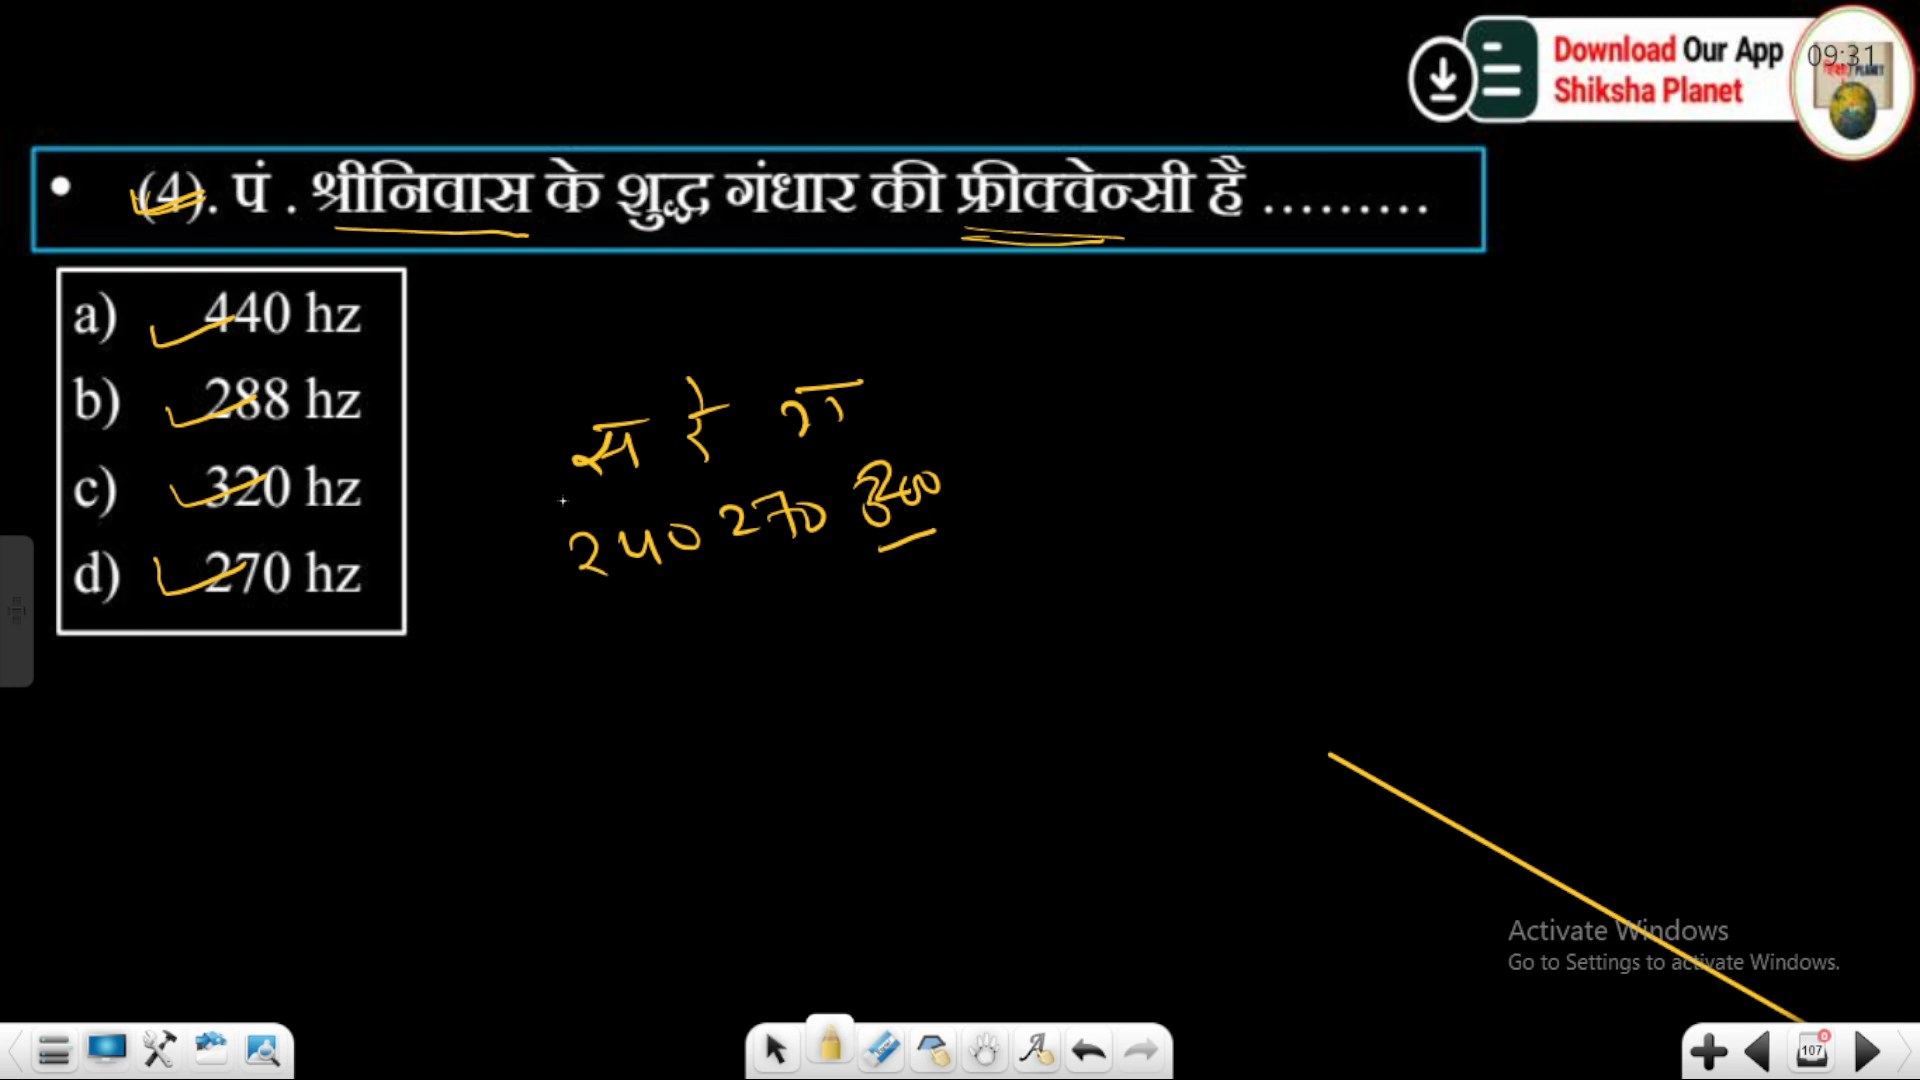 Download Our App
Shiksha Planet
09:31
• (4). पं . श्रीनिवास के शुद्ध गंधार की फ्रीक्वेन्सी है .........
a) 440 hz
b) 288 hz
c) 320 hz
d) 270 hz
स रे ग
240 270
Activate Windows
Go to Settings to activate Windows.
107